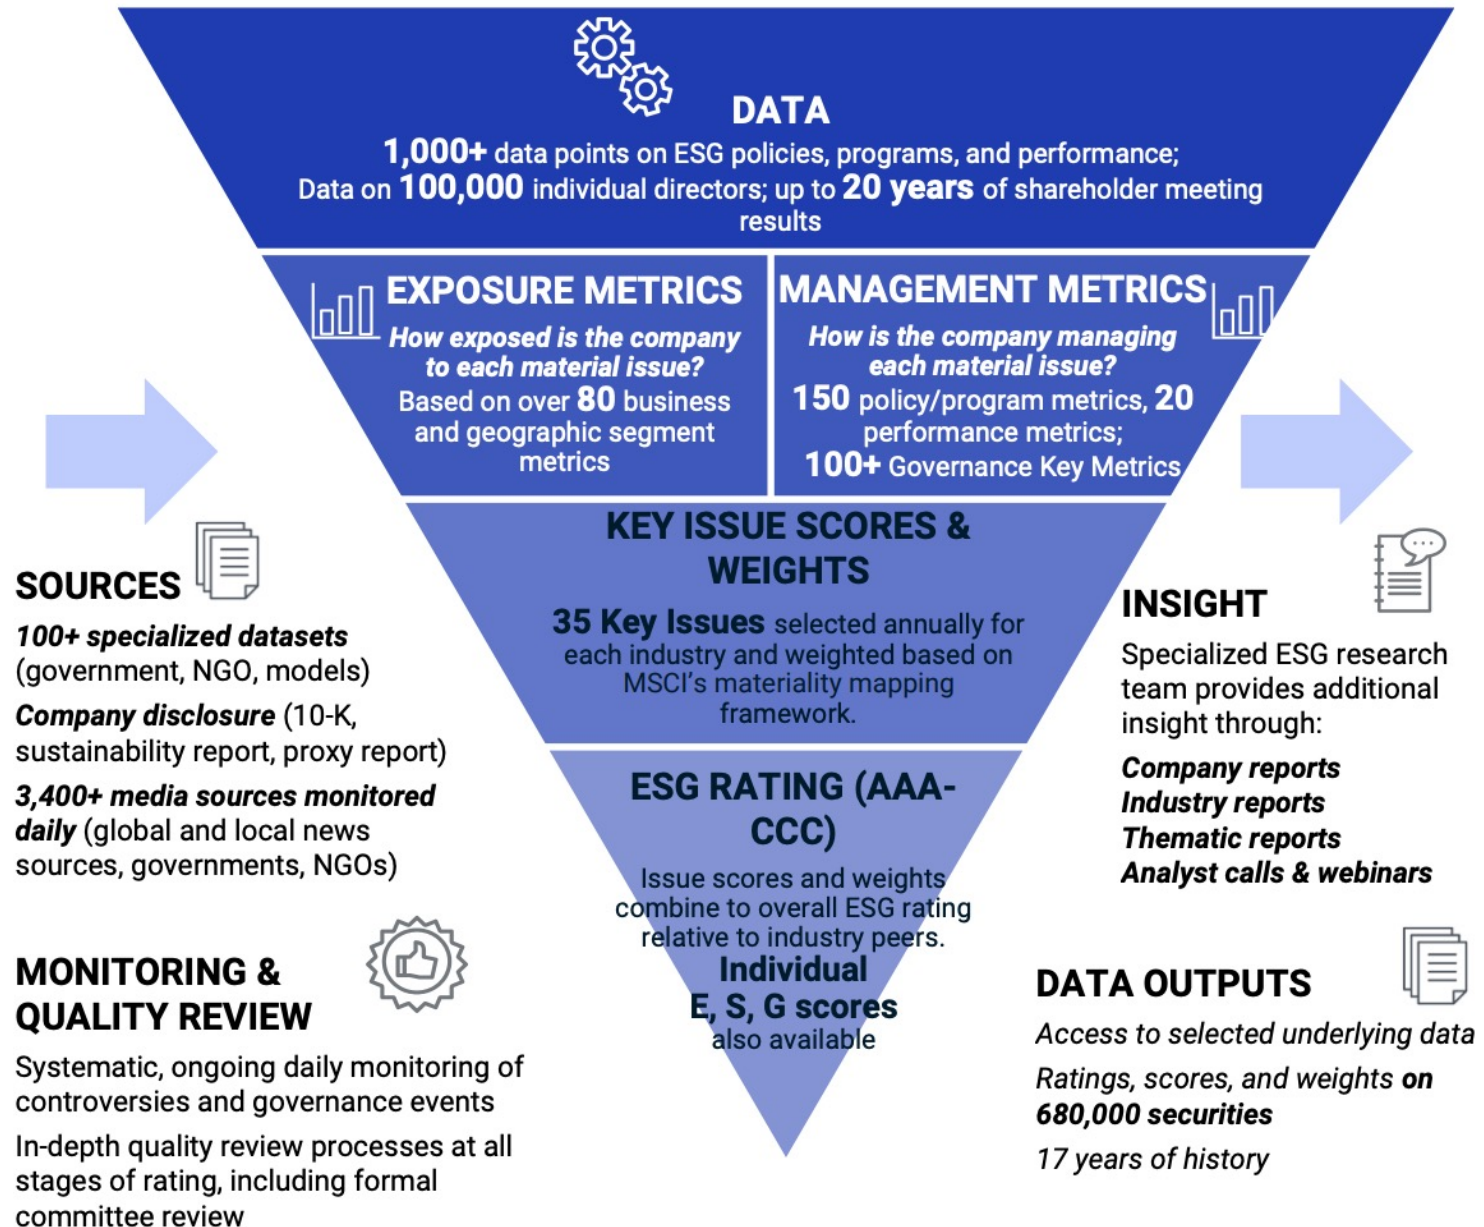 DATA
1,000+ data points on ESG policies, programs, and performance;
Data on 100,000 individual directors; up to 20 years of shareholder meeting
results
EXPOSURE METRICS
How exposed is the company
to each material issue?
Based on over 80 business
and geographic segment
metrics
MANAGEMENT METRICS
How is the company managing
each material issue?
150 policy/program metrics, 20
performance metrics;
100+ Governance Key Metrics
KEY ISSUE SCORES &
WEIGHTS
35 Key Issues selected annually for
each industry and weighted based on
MSCI's materiality mapping
framework.
ESG RATING (AAA-
CCC)
Issue scores and weights
combine to overall ESG rating
relative to industry peers.
Individual
E, S, G scores
also available
SOURCES
100+ specialized datasets
(government, NGO, models)
Company disclosure (10-K,
sustainability report, proxy report)
3,400+ media sources monitored
daily (global and local news
sources, governments, NGOs)
MONITORING &
QUALITY REVIEW
Systematic, ongoing daily monitoring of
controversies and governance events
In-depth quality review processes at all
stages of rating, including formal
committee review
INSIGHT
Specialized ESG research
team provides additional
insight through:
Company reports
Industry reports
Thematic reports
Analyst calls & webinars
DATA OUTPUTS
Access to selected underlying data
Ratings, scores, and weights on
680,000 securities
17 years of history